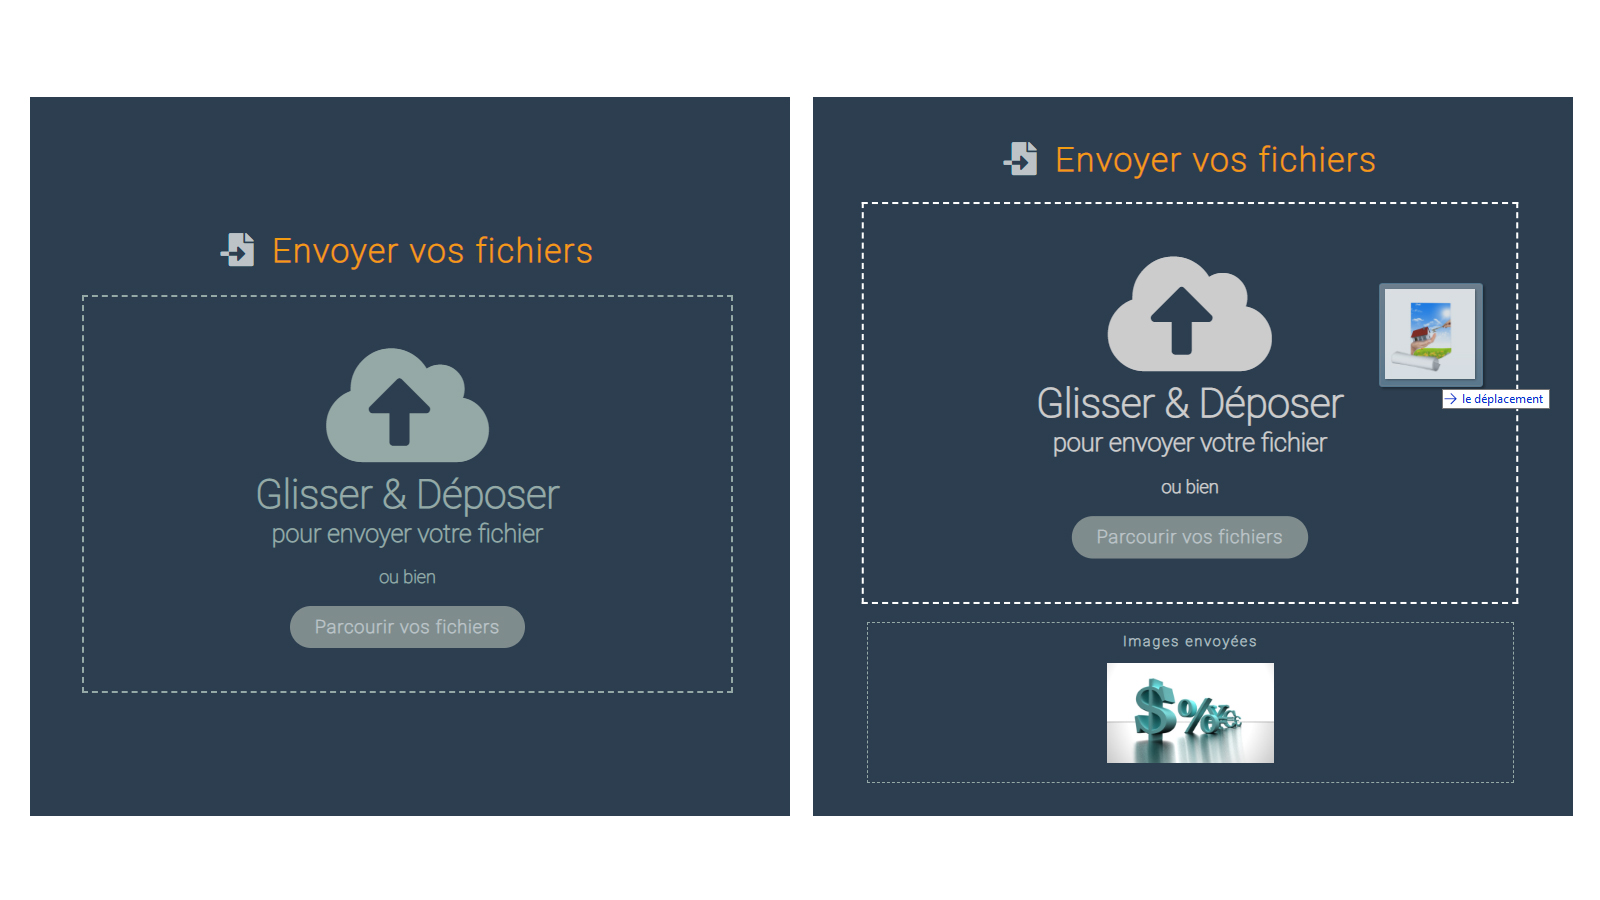 Envoyer vos fichiers
Glisser & Déposer
pour envoyer votre fichier
ou bien
Parcourir vos fichiers
Envoyer vos fichiers
Glisser & Déposer
pour envoyer votre fichier
ou bien
Parcourir vos fichiers
→ le déplacement
Images envoyées
$%